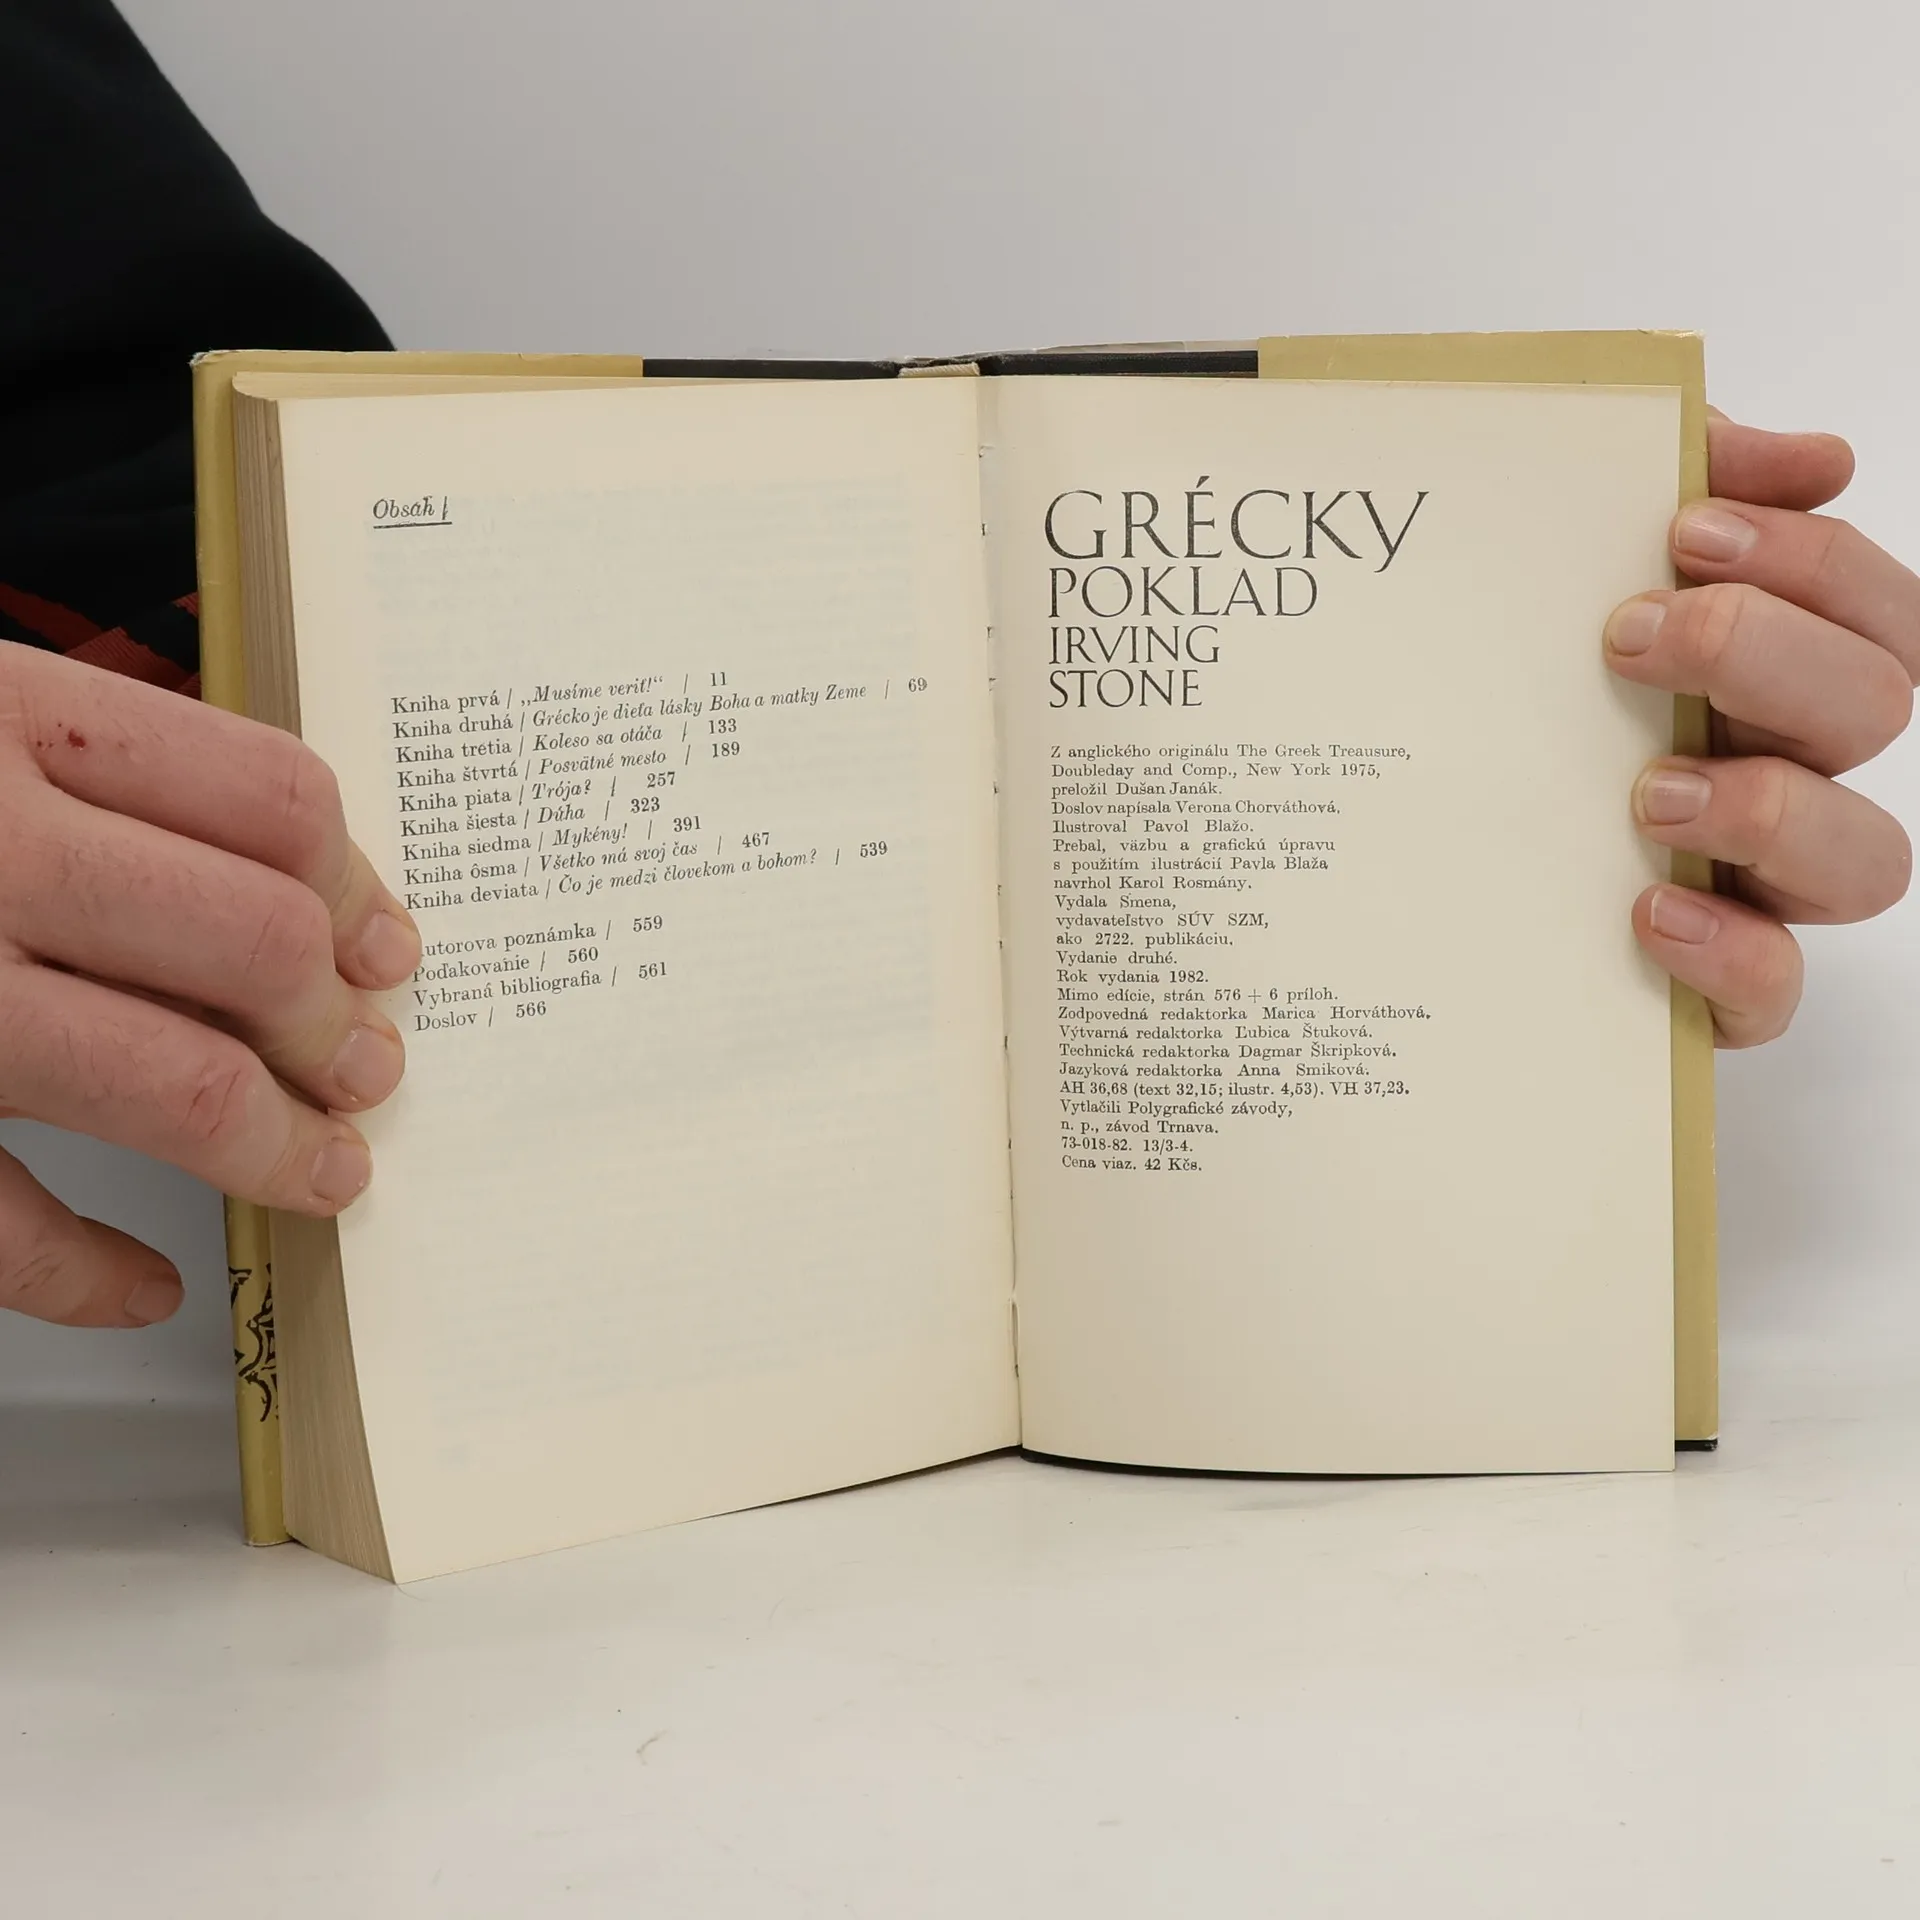 Obsah /
Kniha prvá / „Musíme veriť!“ / 11
Kniha druhá / Grécko je dieťa lásky Boha a matky Zeme / 69
Kniha tretia / Koleso sa otáča / 133
Kniha štvrtá / Posvätné mesto / 189
Kniha piata / Trója? / 257
Kniha šiesta / Dúha / 323
Kniha siedma / Mykény! / 391
Kniha ôsma / Všetko má svoj čas / 467
Kniha deviata / Čo je medzi človekom a bohom? / 539
utorova poznámka / 559
Poďakovanie / 560
Vybraná bibliografia / 561
Doslov / 566
GRÉCKY
POKLAD
IRVING
STONE
Z anglického originálu The Greek Treausure,
Doubleday and Comp., New York 1975,
preložil Dušan Janák.
Doslov napísala Verona Chorváthová.
Ilustroval Pavol Blažo.
Prebal, väzbu a grafickú úpravu
s použitím ilustrácií Pavla Blaža
navrhol Karol Rosmány.
Vydala Smena,
vydavateľstvo SÚV SZM,
ako 2722. publikáciu.
Vydanie druhé.
Rok vydania 1982.
Mimo edície, strán 576 + 6 príloh.
Zodpovedná redaktorka Marica Horváthová.
Výtvarná redaktorka Ľubica Štuková.
Technická redaktorka Dagmar Škripková.
Jazyková redaktorka Anna Smiková.
AH 36,68 (text 32,15; ilustr. 4,53). VH 37,23.
Vytlačili Polygrafické závody,
n. p., závod Trnava.
73-018-82. 13/3-4.
Cena viaz. 42 Kčs.